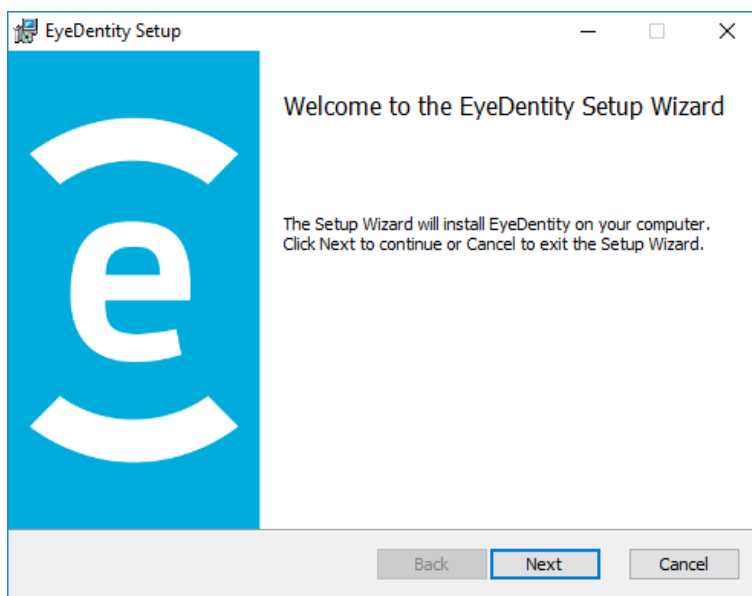 EyeDentity Setup
Welcome to the EyeDentity Setup Wizard
e
The Setup Wizard will install EyeDentity on your computer.
Click Next to continue or Cancel to exit the Setup Wizard.
Back Next Cancel